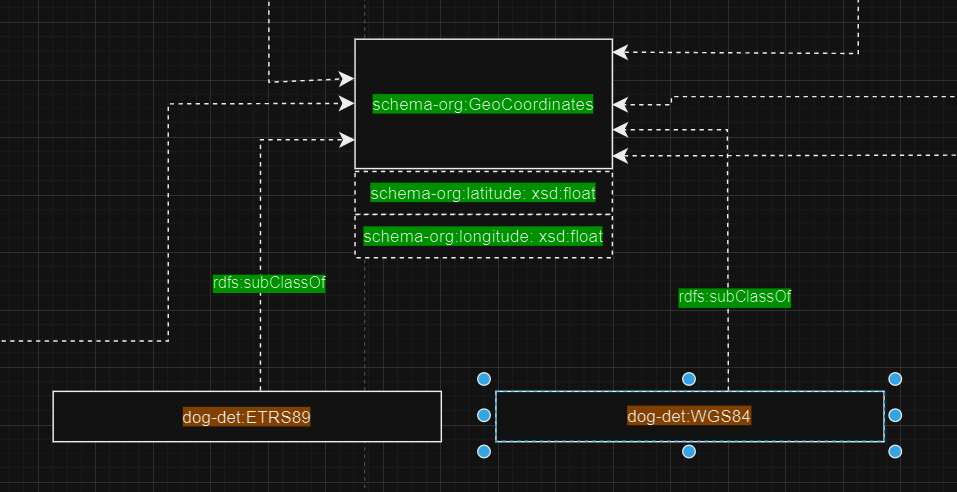 schema-org:GeoCoordinates
schema-org:latitude: xsd:float
schema-org:longitude: xsd:float
rdfs:subClassOf
rdfs:subClassOf
dog-det:ETRS89
dog-det:WGS84